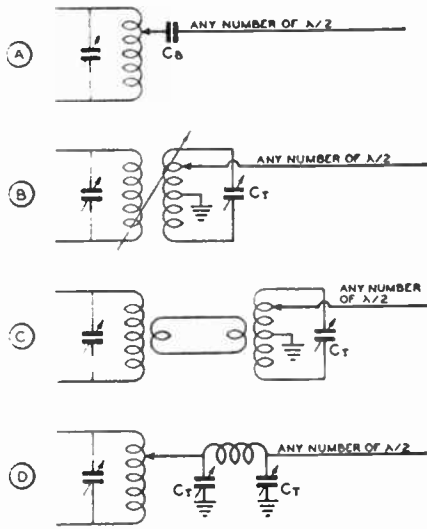 ANY NUMBER OF λ/2
A
CB
ANY NUMBER OF λ/2
B
CT
ANY NUMBER
OF λ/2
C
CT
ANY NUMBER OF λ/2
D
CT
CT